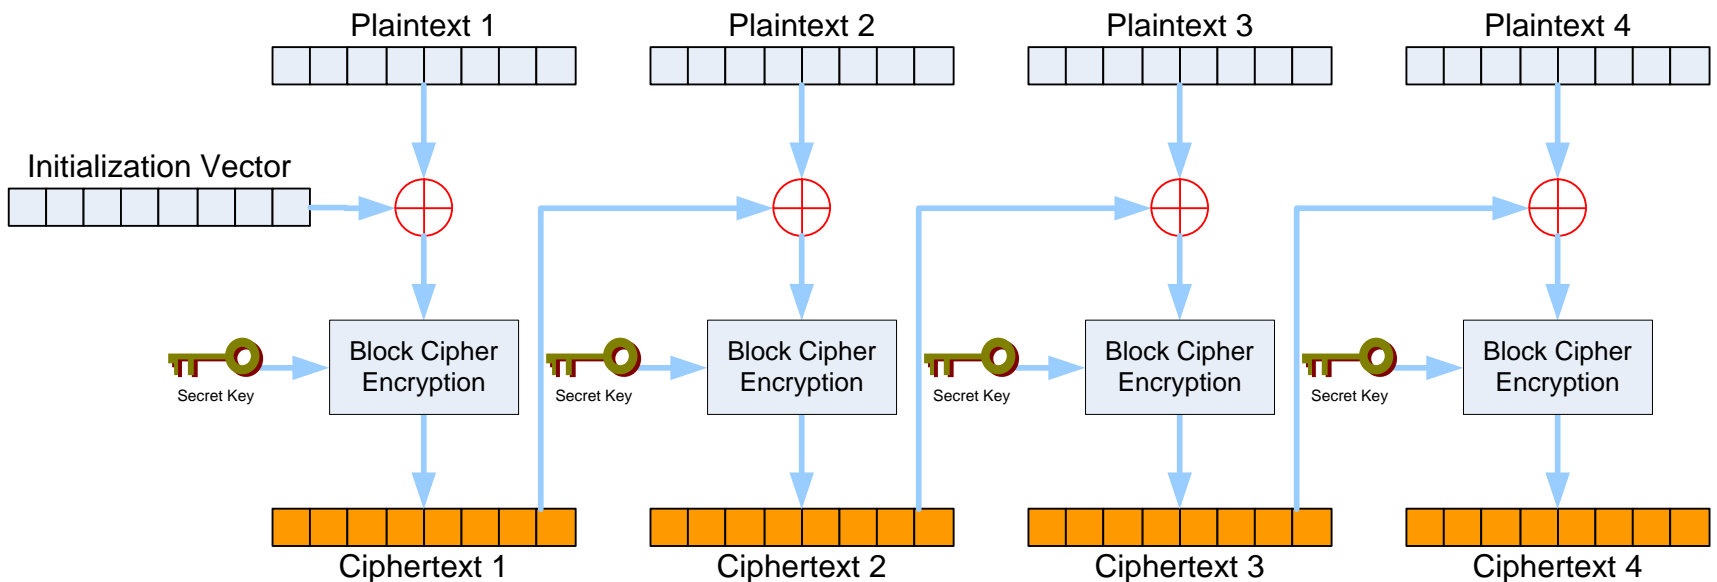 Plaintext 1
Plaintext 2
Plaintext 3
Plaintext 4
Initialization Vector
Block Cipher
Encryption
Secret Key
Block Cipher
Encryption
Secret Key
Block Cipher
Encryption
Secret Key
Block Cipher
Encryption
Secret Key
Ciphertext 1
Ciphertext 2
Ciphertext 3
Ciphertext 4